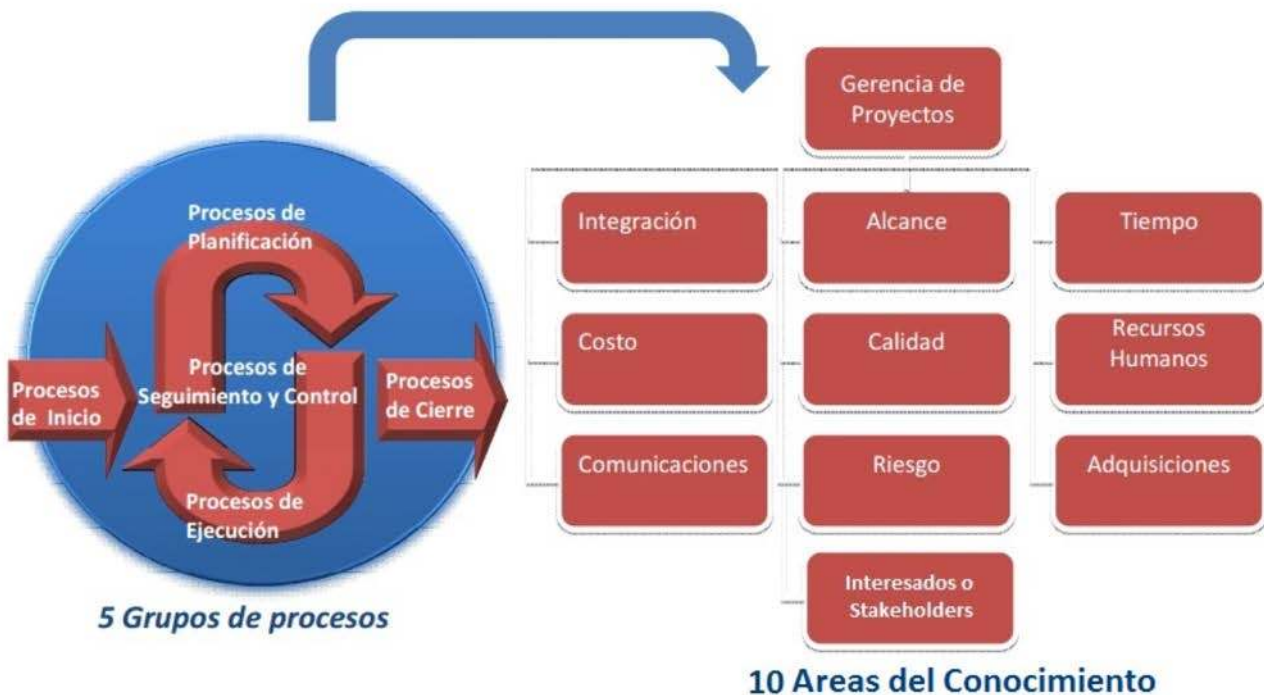 Procesos de
Planificación
Procesos de
Seguimiento y Control
Procesos
de Inicio
Procesos
de Cierre
Procesos de
Ejecución
5 Grupos de procesos
Gerencia de
Proyectos
Integración
Alcance
Tiempo
Costo
Calidad
Recursos
Humanos
Comunicaciones
Riesgo
Adquisiciones
Interesados o
Stakeholders
10 Areas del Conocimiento